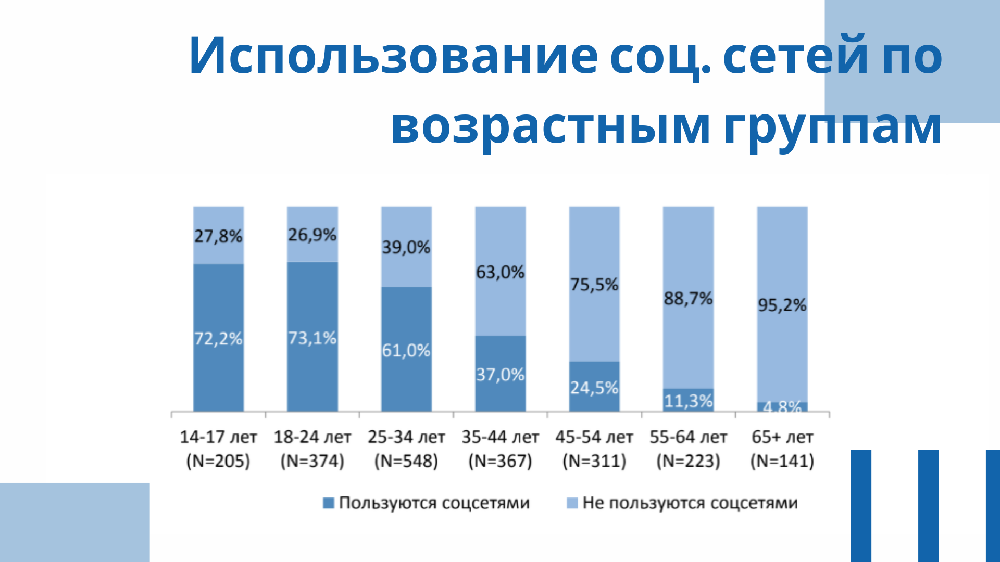 Использование соц. сетей по
возрастным группам
27,8% 26,9% 39,0% 63,0% 75,5% 88,7% 95,2%
72,2% 73,1% 61,0% 37,0% 24,5% 11,3% 4,8%
14-17 лет 18-24 лет 25-34 лет 35-44 лет 45-54 лет 55-64 лет 65+ лет
(N=205) (N=374) (N=548) (N=367) (N=311) (N=223) (N=141)
Пользуются соцсетями Не пользуются соцсетями